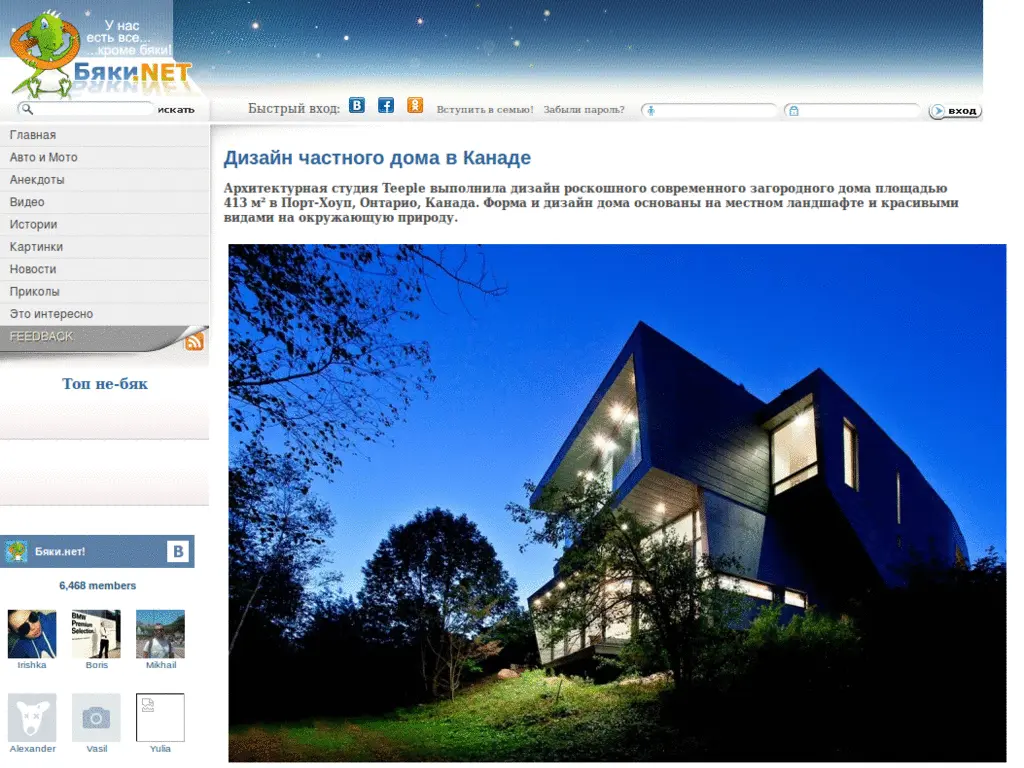 У нас
есть все...
...кроме бяки!
Бяки.NET
искать
Быстрый вход:
Вступить в семью!
Забыли пароль?
вход
Главная
Авто и Мото
Анекдоты
Видео
Истории
Картинки
Новости
Приколы
Это интересно
FEEDBACK
Топ не-бяк
Бяки.нет!
B
6,468 members
BMW
Premium
Selection
Irishka
Boris
Mikhail
Alexander
Vasil
Yulia
Дизайн частного дома в Канаде
Архитектурная студия Teeple выполнила дизайн роскошного современного загородного дома площадью
413 м² в Порт-Хоуп, Онтарио, Канада. Форма и дизайн дома основаны на местном ландшафте и красивыми
видами на окружающую природу.